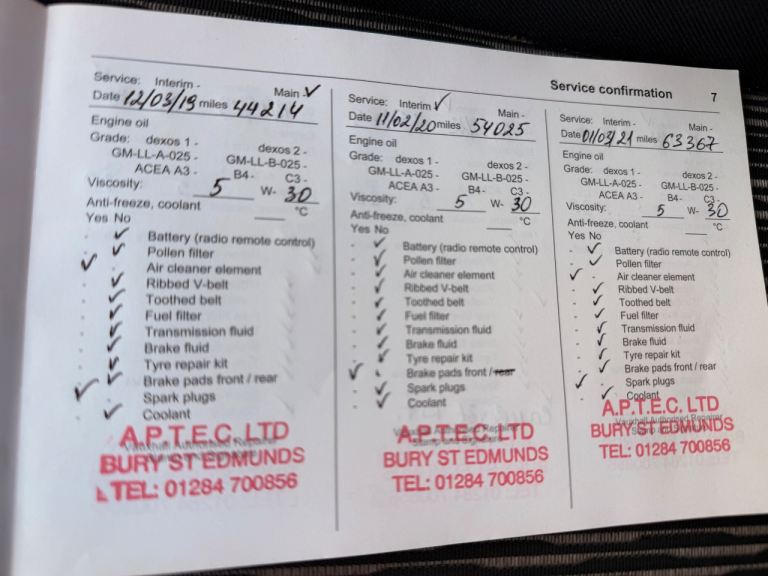 Service confirmation 7
Service: Interim - Main ✓
Date 12/03/19 miles 44214
Engine oil
Grade: dexos 1 - dexos 2 -
GM-LL-A-025 - GM-LL-B-025 -
ACEA A3 - B4- C3 -
Viscosity: 5 W- 30
Anti-freeze, coolant °C
Yes No
Battery (radio remote control)
Pollen filter
Air cleaner element
Ribbed V-belt
Toothed belt
Fuel filter
Transmission fluid
Brake fluid
Tyre repair kit
Brake pads front / rear
Spark plugs
Coolant
Vauxhall Authorised Repairer
A.P.T.E.C. LTD
BURY ST EDMUNDS
TEL: 01284 700856
Service: Interim ✓ Main -
Date 11/02/20 miles 54025
Engine oil
Grade: dexos 1 - dexos 2 -
GM-LL-A-025 - GM-LL-B-025 -
ACEA A3 - B4- C3 -
Viscosity: 5 W- 30
Anti-freeze, coolant °C
Yes No
Battery (radio remote control)
Pollen filter
Air cleaner element
Ribbed V-belt
Toothed belt
Fuel filter
Transmission fluid
Brake fluid
Tyre repair kit
Brake pads front / rear
Spark plugs
Coolant
Vauxhall Authorised Repairer
A.P.T.E.C. LTD
BURY ST EDMUNDS
TEL: 01284 700856
Service: Interim - Main -
Date 01/03/21 miles 63367
Engine oil
Grade: dexos 1 - dexos 2 -
GM-LL-A-025 - GM-LL-B-025 -
ACEA A3 - B4- C3 -
Viscosity: 5 W- 30
Anti-freeze, coolant °C
Yes No
Battery (radio remote control)
Pollen filter
Air cleaner element
Ribbed V-belt
Toothed belt
Fuel filter
Transmission fluid
Brake fluid
Tyre repair kit
Brake pads front / rear
Spark plugs
Coolant
Vauxhall Authorised Repairer
A.P.T.E.C. LTD
BURY ST EDMUNDS
TEL: 01284 700856